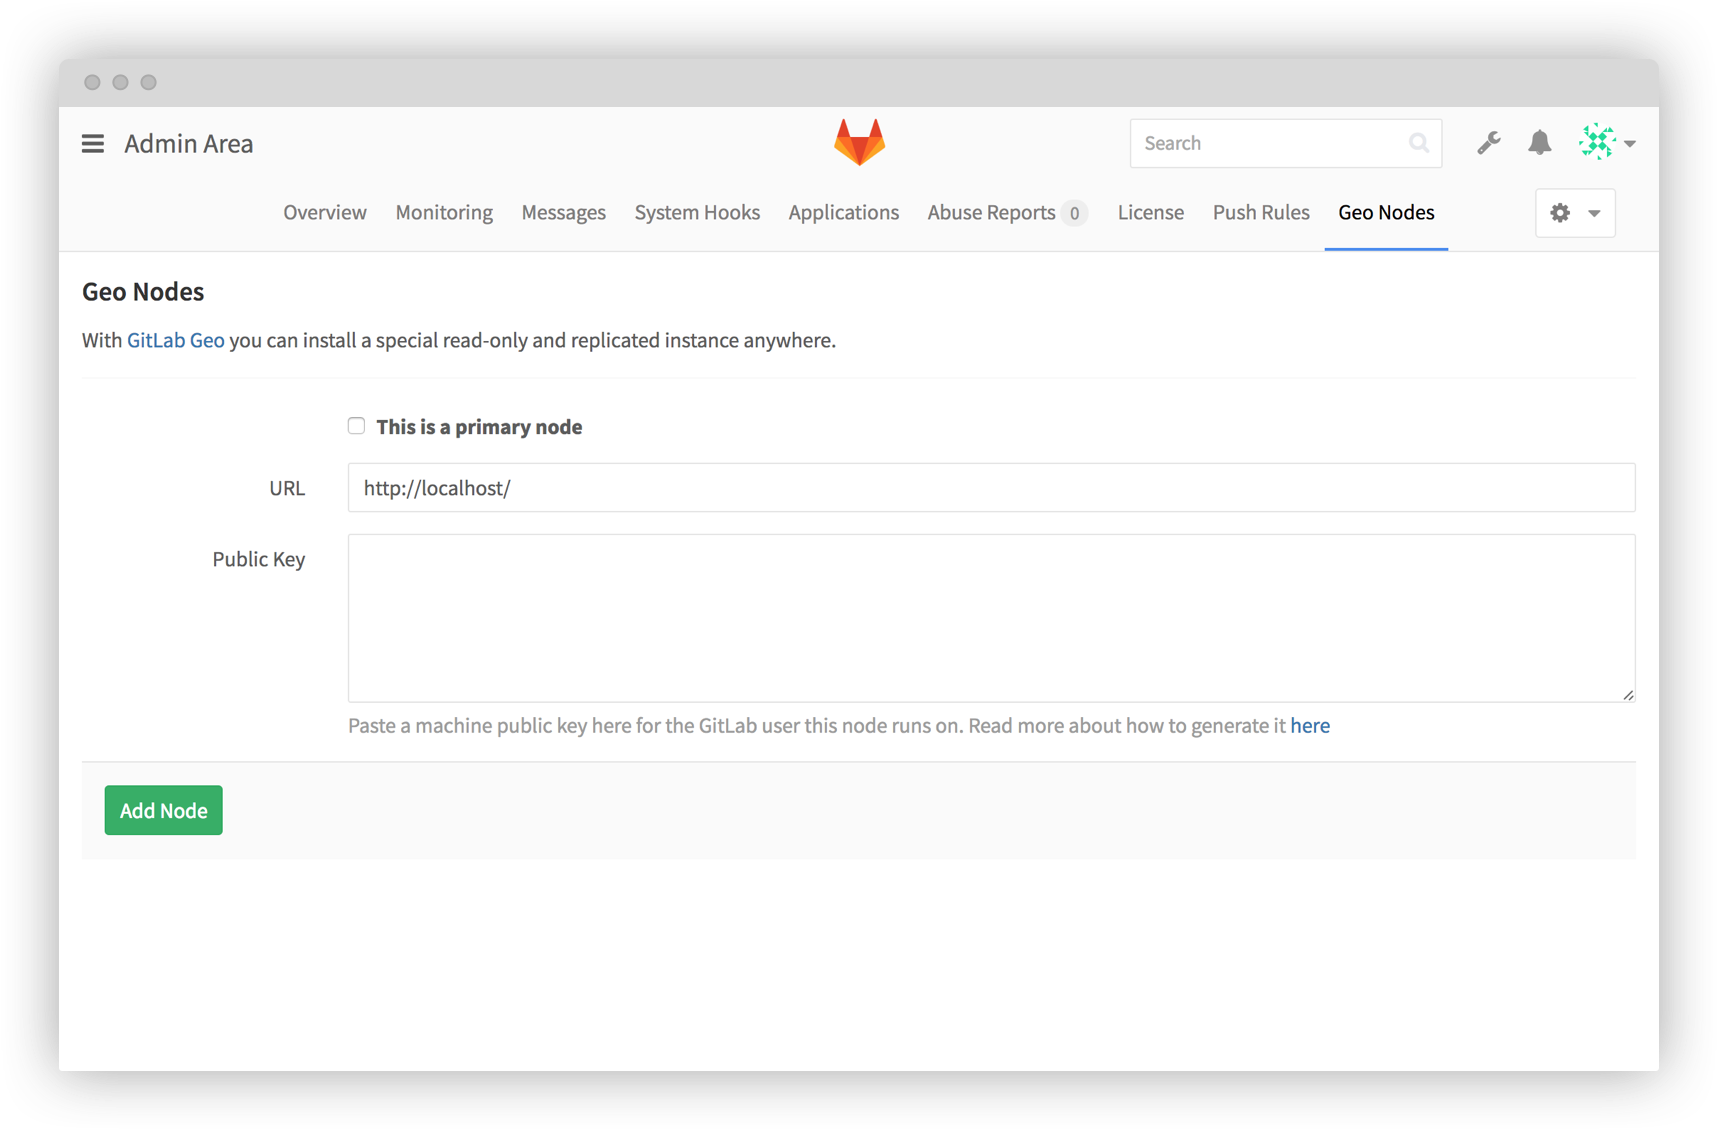 Admin Area
Search
Overview Monitoring Messages System Hooks Applications Abuse Reports 0 License Push Rules Geo Nodes
Geo Nodes
With GitLab Geo you can install a special read-only and replicated instance anywhere.
This is a primary node
URL http://localhost/
Public Key
Paste a machine public key here for the GitLab user this node runs on. Read more about how to generate it here
Add Node